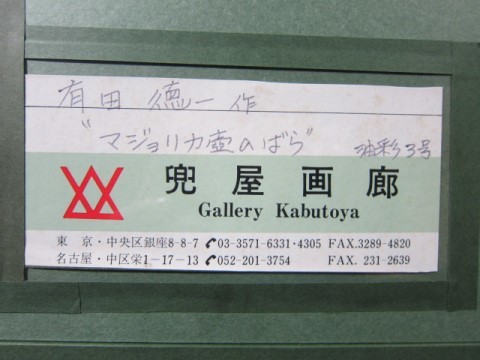 有田 徳一 作
"マジョリカ壺のばら" 油彩3号
兜屋画廊
Gallery Kabutoya
東 京・中央区銀座8-8-7 ✆03-3571-6331・4305 FAX.3289-4820
名古屋・中区栄1-17-13 ✆052-201-3754 FAX. 231-2639